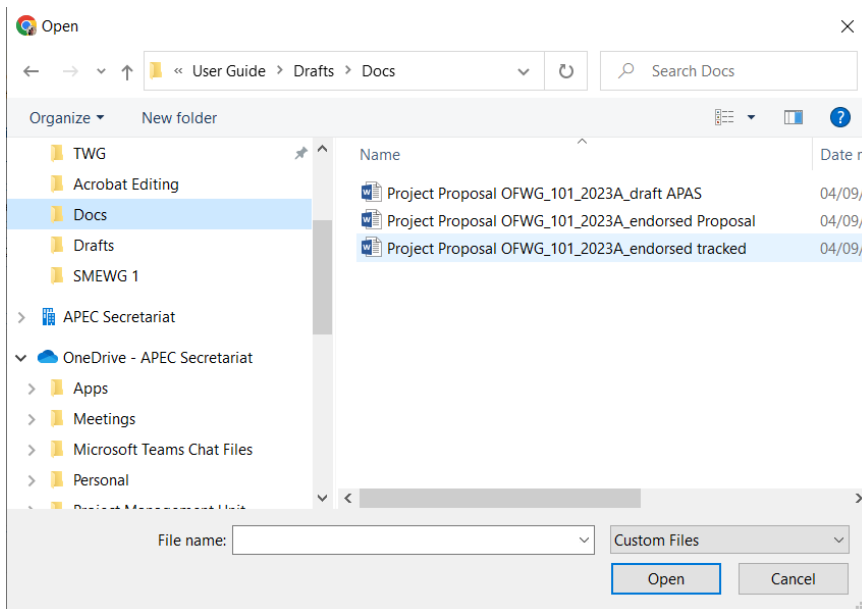 Open
« User Guide > Drafts > Docs
Search Docs
Organize
New folder
TWG
Acrobat Editing
Docs
Drafts
SMEWG 1
APEC Secretariat
OneDrive - APEC Secretariat
Apps
Meetings
Microsoft Teams Chat Files
Personal
Name
Date
Project Proposal OFWG_101_2023A_draft APAS
04/09/
Project Proposal OFWG_101_2023A_endorsed Proposal
04/09/
Project Proposal OFWG_101_2023A_endorsed tracked
04/09/
File name:
Custom Files
Open
Cancel